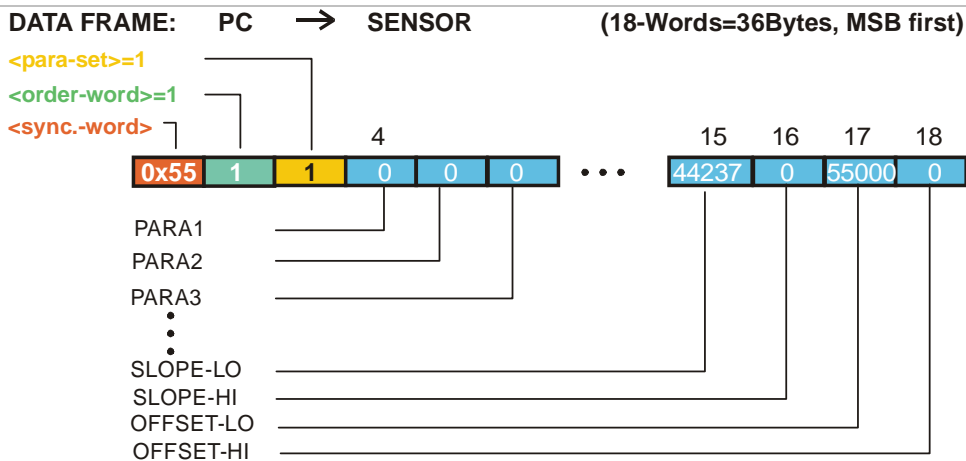 DATA FRAME: PC → SENSOR (18-Words=36Bytes, MSB first)
<para-set>=1
<order-word>=1
<sync.-word>
4 15 16 17 18
0x55 1 1 0 0 0 • • • 44237 0 55000 0
PARA1
PARA2
PARA3
SLOPE-LO
SLOPE-HI
OFFSET-LO
OFFSET-HI